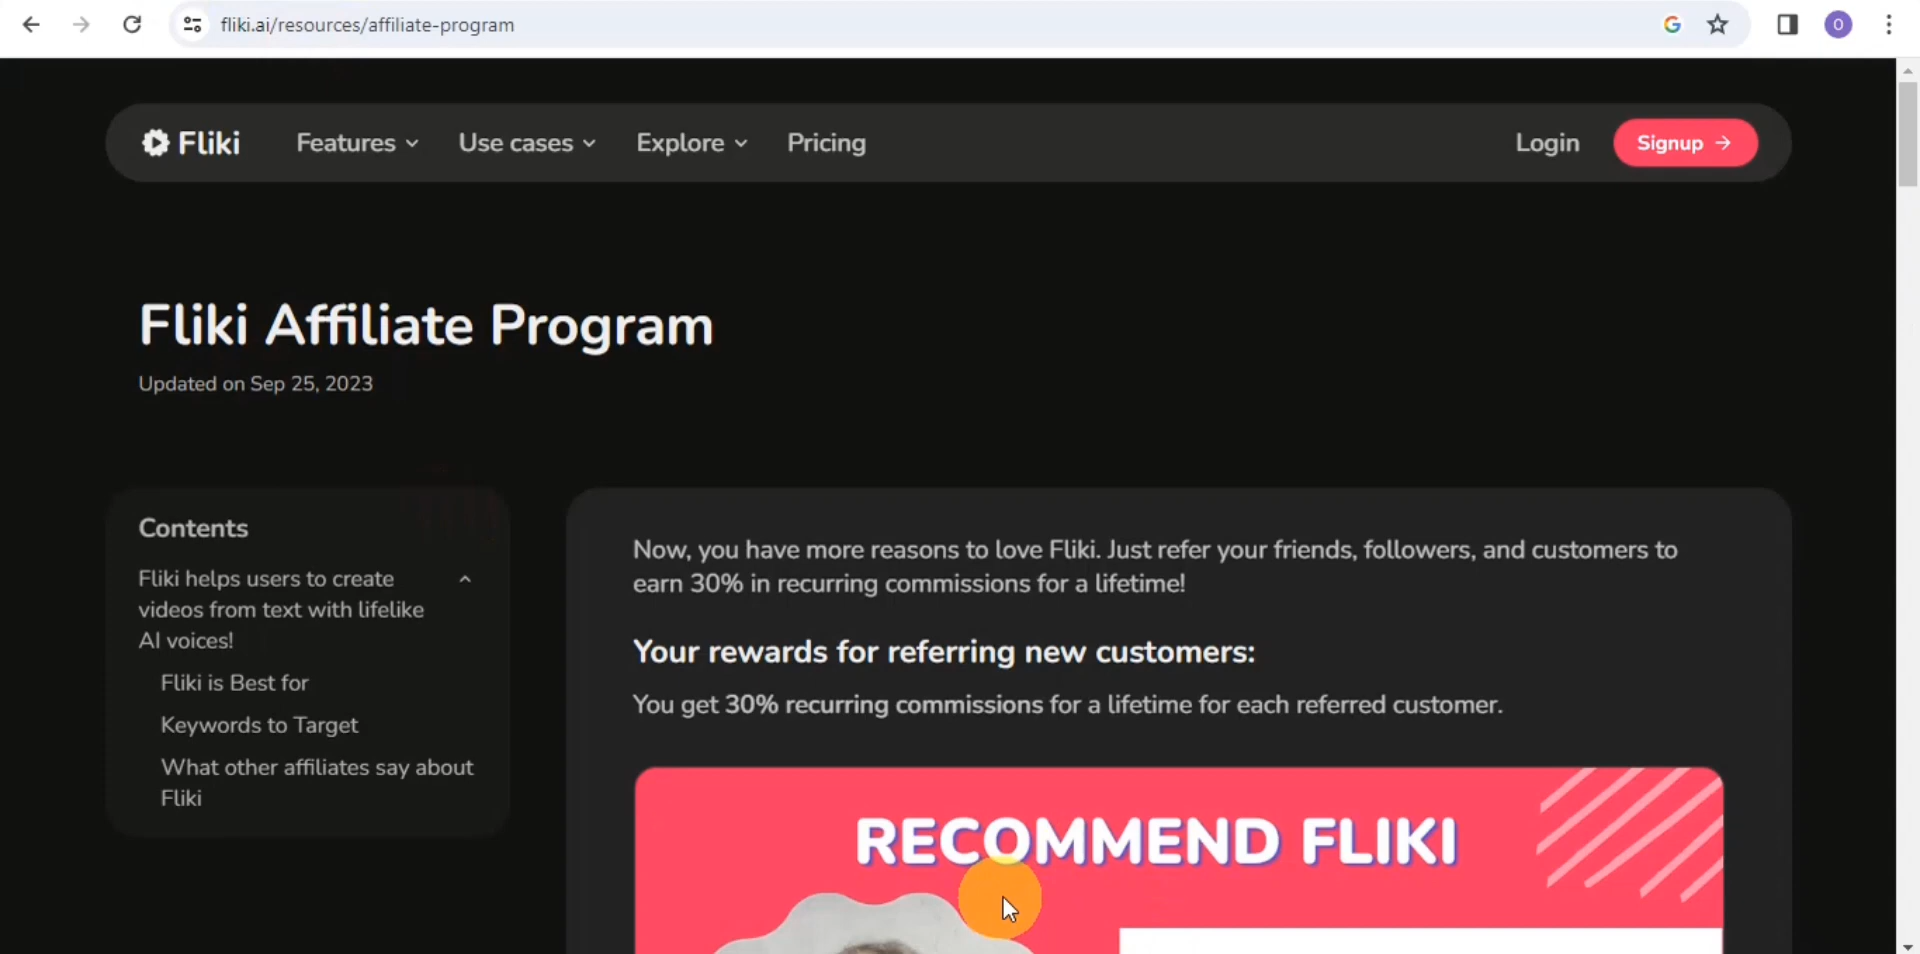 fliki.ai/resources/affiliate-program
O
Fliki
Features
Use cases
Explore
Pricing
Login
Signup →
Fliki Affiliate Program
Updated on Sep 25, 2023
Contents
Fliki helps users to create
videos from text with lifelike
AI voices!
Fliki is Best for
Keywords to Target
What other affiliates say about
Fliki
Now, you have more reasons to love Fliki. Just refer your friends, followers, and customers to
earn 30% in recurring commissions for a lifetime!
Your rewards for referring new customers:
You get 30% recurring commissions for a lifetime for each referred customer.
RECOMMEND FLIKI